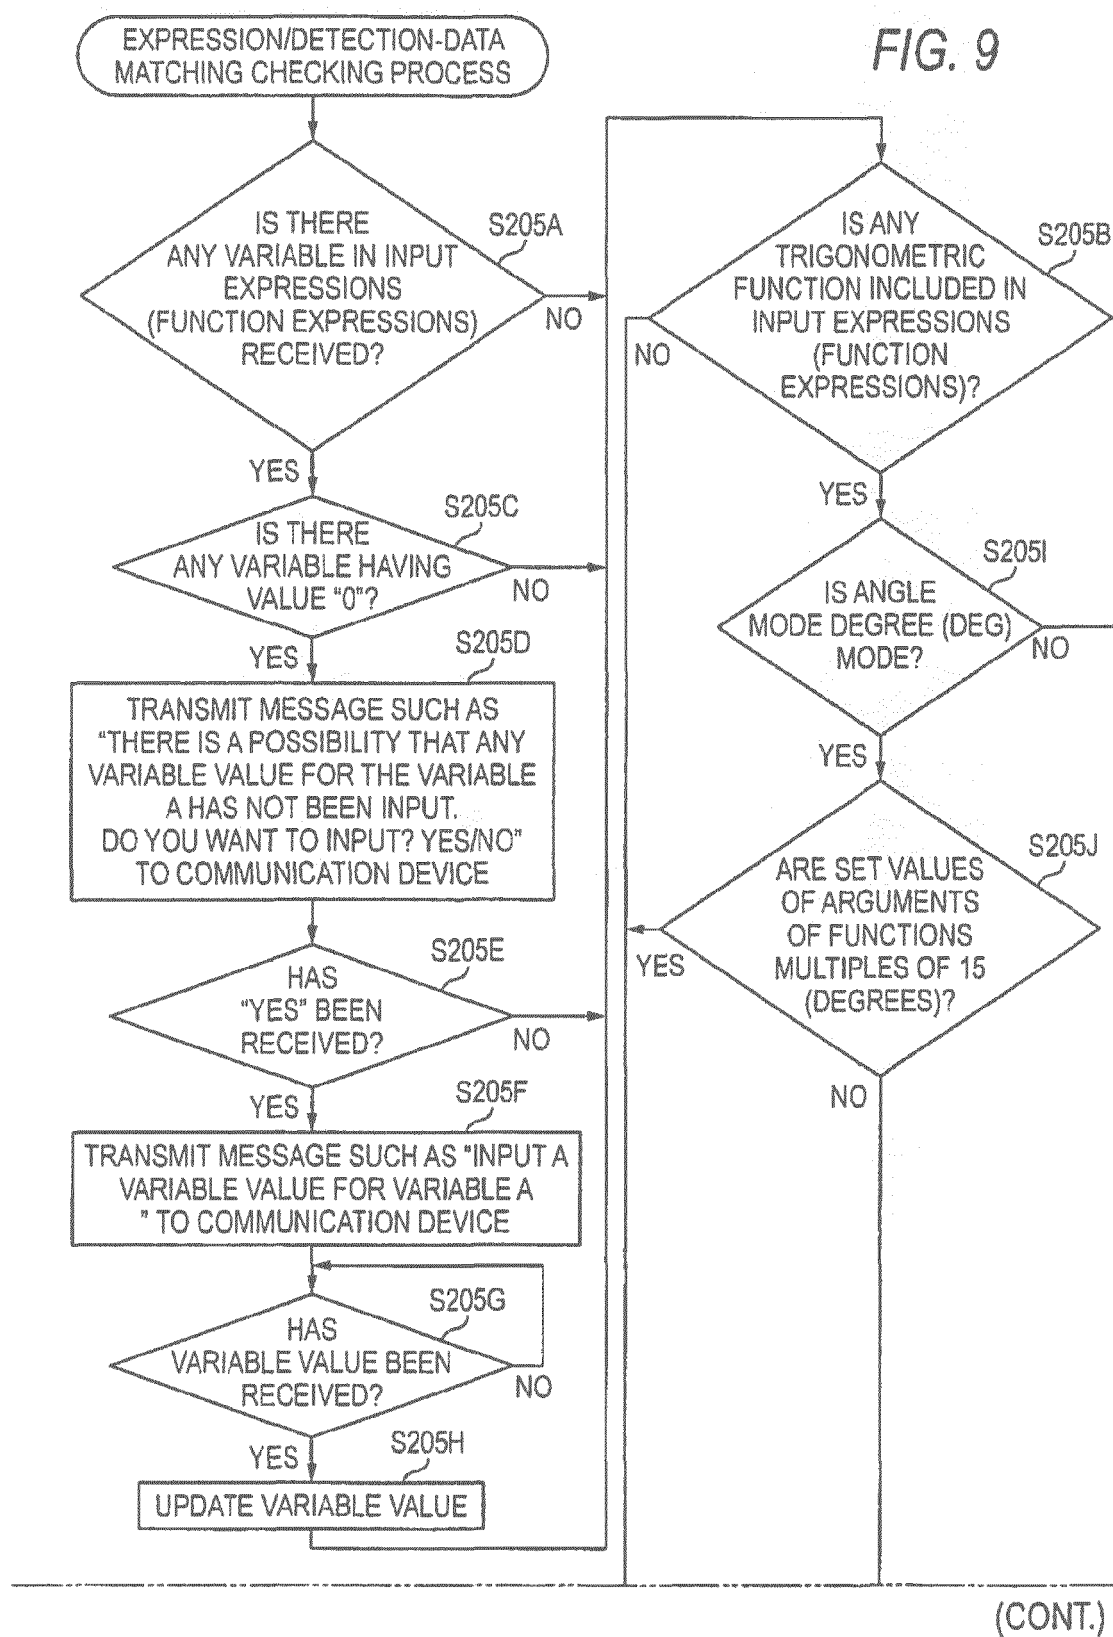 EXPRESSION/DETECTION-DATA
MATCHING CHECKING PROCESS
FIG. 9
IS THERE
ANY VARIABLE IN INPUT
EXPRESSIONS
(FUNCTION EXPRESSIONS)
RECEIVED?
S205A
NO
YES
IS THERE
ANY VARIABLE HAVING
VALUE "0"?
S205C
NO
YES
S205D
TRANSMIT MESSAGE SUCH AS
"THERE IS A POSSIBILITY THAT ANY
VARIABLE VALUE FOR THE VARIABLE
A HAS NOT BEEN INPUT.
DO YOU WANT TO INPUT? YES/NO"
TO COMMUNICATION DEVICE
S205E
HAS
"YES" BEEN
RECEIVED?
NO
YES
S205F
TRANSMIT MESSAGE SUCH AS "INPUT A
VARIABLE VALUE FOR VARIABLE A
" TO COMMUNICATION DEVICE
S205G
HAS
VARIABLE VALUE BEEN
RECEIVED?
NO
YES
S205H
UPDATE VARIABLE VALUE
IS ANY
TRIGONOMETRIC
FUNCTION INCLUDED IN
INPUT EXPRESSIONS
(FUNCTION
EXPRESSIONS)?
S205B
NO
YES
S205I
IS ANGLE
MODE DEGREE (DEG)
MODE?
NO
YES
S205J
ARE SET VALUES
OF ARGUMENTS
OF FUNCTIONS
MULTIPLES OF 15
(DEGREES)?
YES
NO
(CONT.)